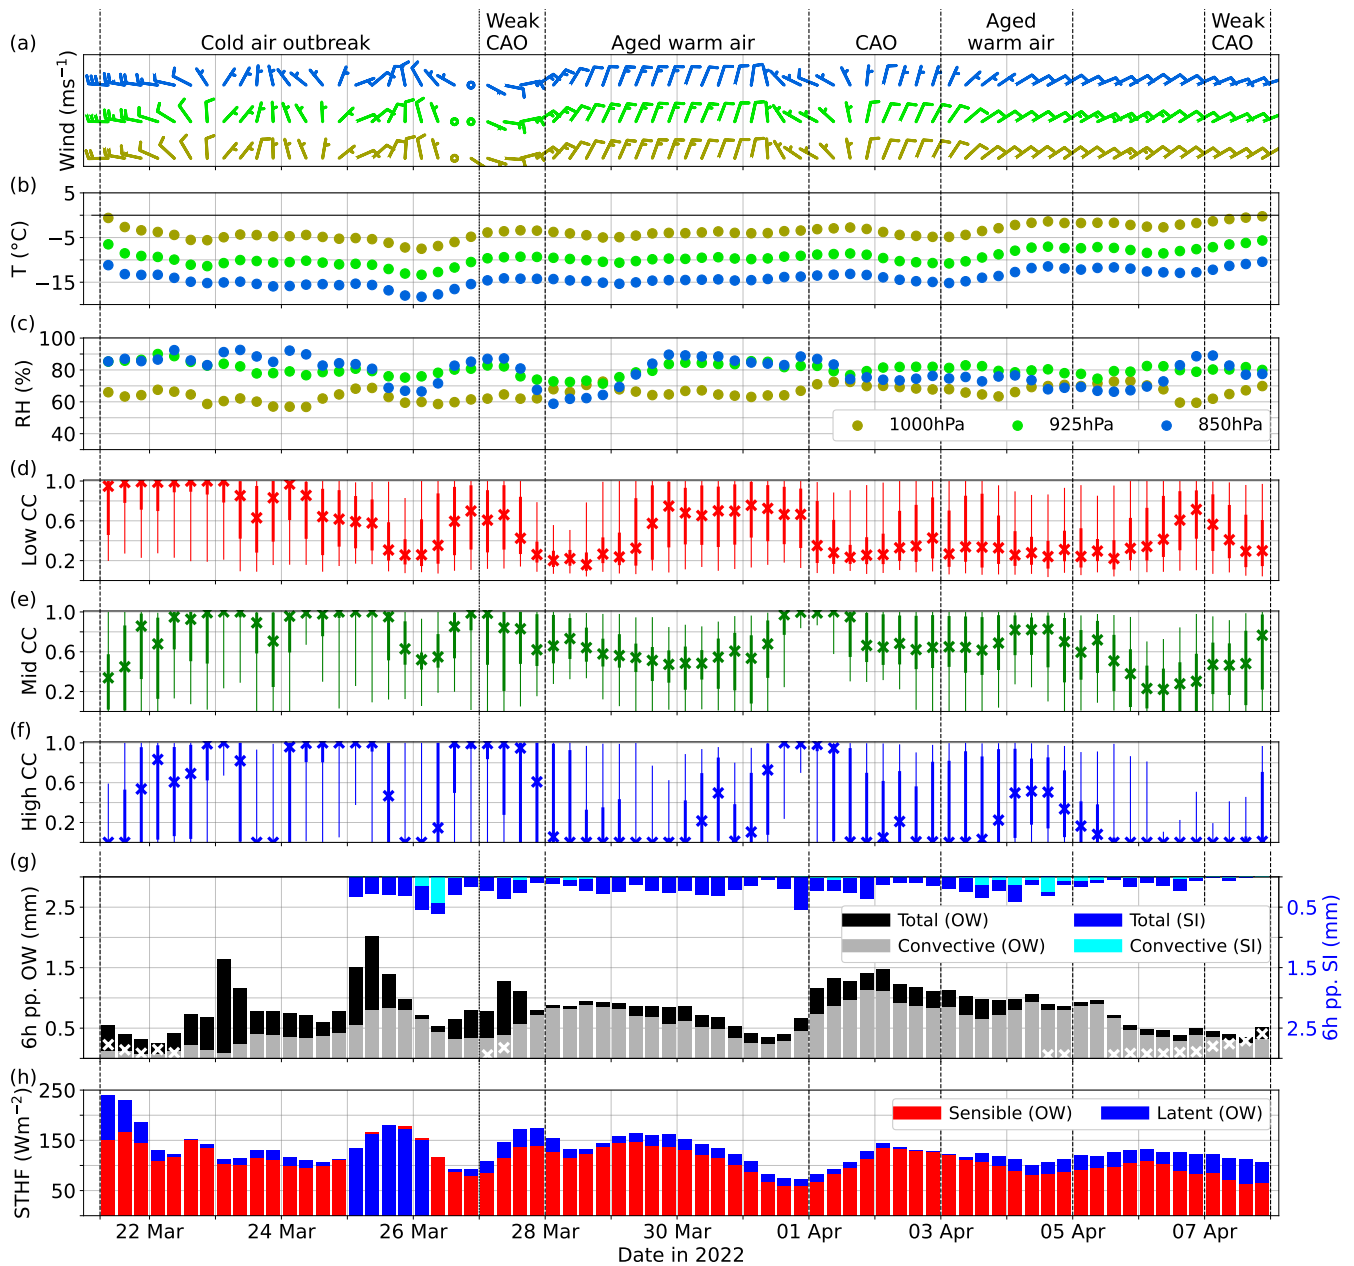 Weak
CAO
Aged
warm air
Weak
CAO
(a)
Cold air outbreak
Aged warm air
CAO
Wind (ms⁻¹)
(b)
5
−5
−15
T (°C)
(c)
100
80
60
40
RH (%)
1000hPa
925hPa
850hPa
(d)
1.0
0.6
0.2
Low CC
(e)
1.0
0.6
0.2
Mid CC
(f)
1.0
0.6
0.2
High CC
(g)
2.5
1.5
0.5
6h pp. OW (mm)
Total (OW)
Total (SI)
Convective (OW)
Convective (SI)
0.5
1.5
2.5
6h pp. SI (mm)
(h)
250
150
50
STHF (Wm⁻²)
Sensible (OW)
Latent (OW)
22 Mar
24 Mar
26 Mar
28 Mar
30 Mar
01 Apr
03 Apr
05 Apr
07 Apr
Date in 2022